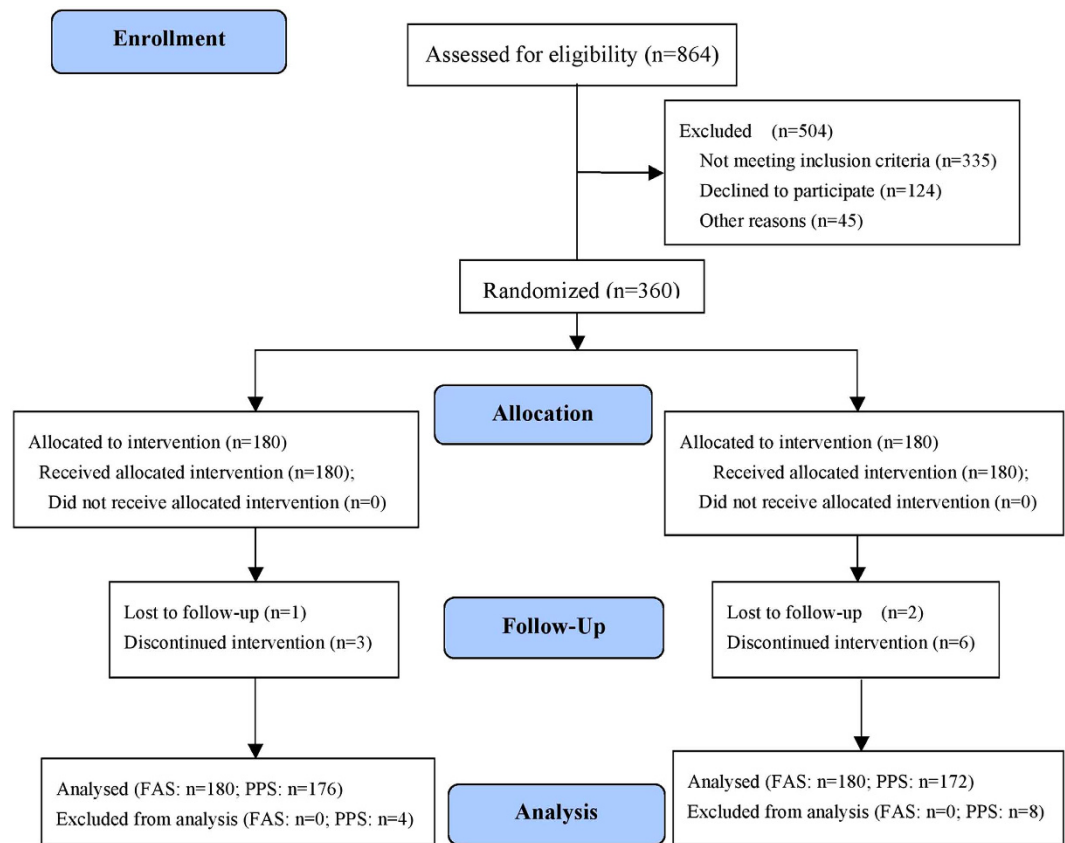 Enrollment
Assessed for eligibility (n=864)
Excluded (n=504)
Not meeting inclusion criteria (n=335)
Declined to participate (n=124)
Other reasons (n=45)
Randomized (n=360)
Allocation
Allocated to intervention (n=180)
Received allocated intervention (n=180);
Did not receive allocated intervention (n=0)
Allocated to intervention (n=180)
Received allocated intervention (n=180);
Did not receive allocated intervention (n=0)
Lost to follow-up (n=1)
Discontinued intervention (n=3)
Follow-Up
Lost to follow-up (n=2)
Discontinued intervention (n=6)
Analysed (FAS: n=180; PPS: n=176)
Excluded from analysis (FAS: n=0; PPS: n=4)
Analysis
Analysed (FAS: n=180; PPS: n=172)
Excluded from analysis (FAS: n=0; PPS: n=8)